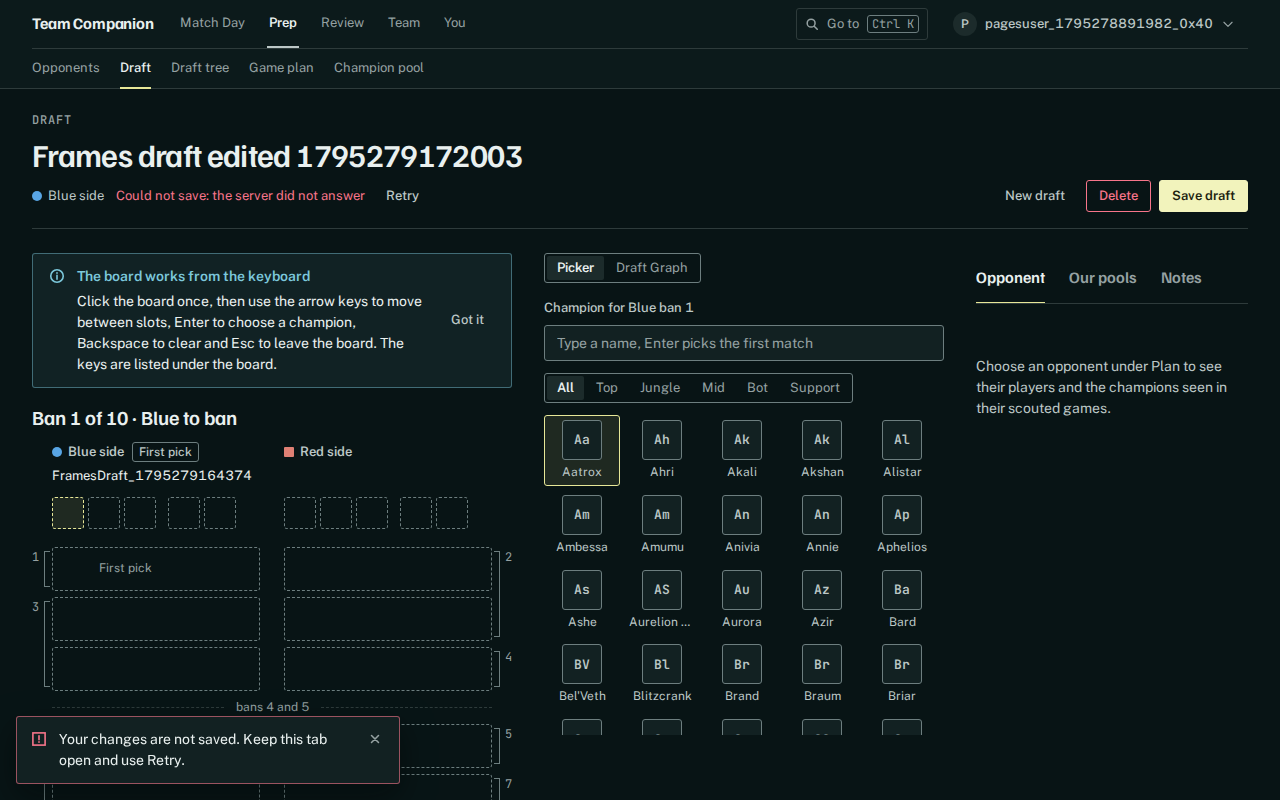 Team Companion
Match Day
Prep
Review
Team
You
Go to
Ctrl K
P
pagesuser_1795278891982_0x40
Opponents
Draft
Draft tree
Game plan
Champion pool
DRAFT
Frames draft edited 1795279172003
Blue side
Could not save: the server did not answer
Retry
New draft
Delete
Save draft
The board works from the keyboard
Click the board once, then use the arrow keys to move
between slots, Enter to choose a champion,
Backspace to clear and Esc to leave the board. The
keys are listed under the board.
Got it
Ban 1 of 10 · Blue to ban
Blue side
First pick
Red side
FramesDraft_1795279164374
1
First pick
2
3
4
bans 4 and 5
5
7
Your changes are not saved. Keep this tab
open and use Retry.
Picker
Draft Graph
Champion for Blue ban 1
Type a name, Enter picks the first match
All
Top
Jungle
Mid
Bot
Support
Aa
Ah
Ak
Ak
Al
Aatrox
Ahri
Akali
Akshan
Alistar
Am
Am
An
An
Ap
Ambessa
Amumu
Anivia
Annie
Aphelios
As
AS
Au
Az
Ba
Ashe
Aurelion ...
Aurora
Azir
Bard
BV
Bl
Br
Br
Br
Bel'Veth
Blitzcrank
Brand
Braum
Briar
Opponent
Our pools
Notes
Choose an opponent under Plan to see
their players and the champions seen in
their scouted games.